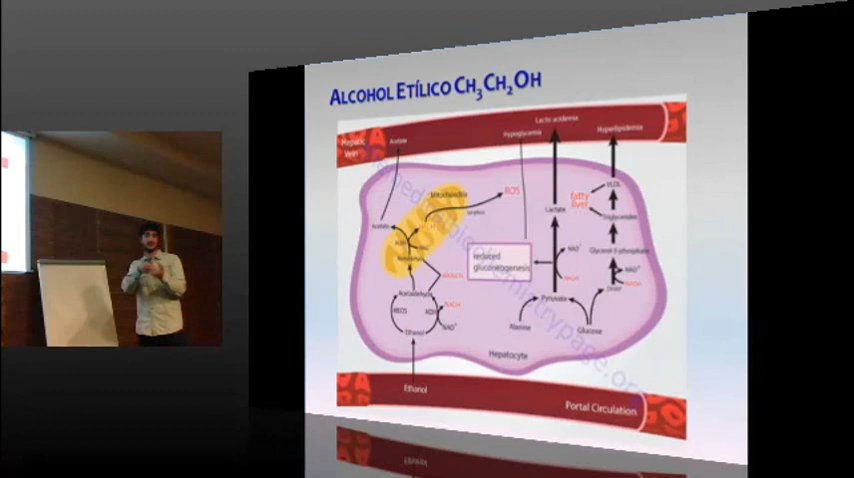 ALCOHOL ETÍLICO CH3CH2OH
Lactic acidemia
Hepatic
Vein
Acetate
Hypoglycemia
Hyperlipidemia
Mitochondria
ROS
VLDL
fatty
liver
Acetate
Lactate
Triglycerides
NAD+
reduced
gluconeogenesis
Glycerol-3-phosphate
NADH
NAD+
NADH
DHAP
Acetaldehyde
NADH
MEOS
ADH
NAD+
Pyruvate
Ethanol
Alanine
Glucose
Hepatocyte
Ethanol
Portal Circulation